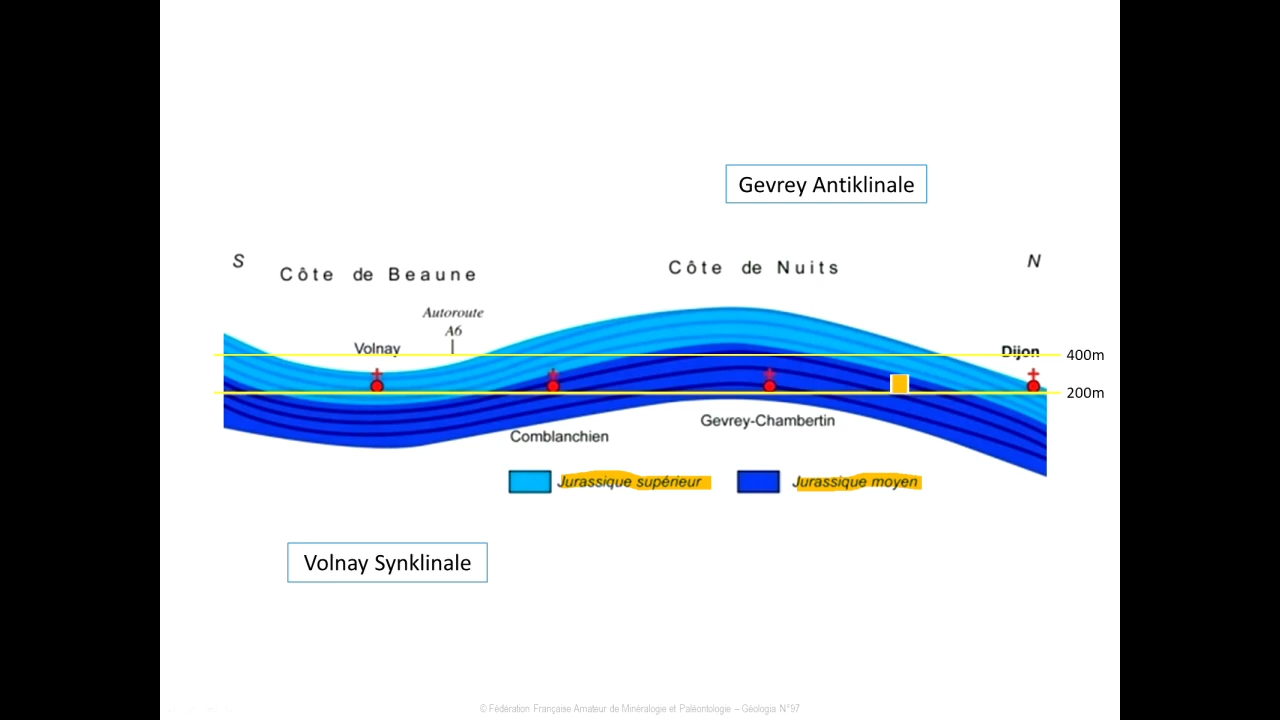 Gevrey Antiklinale
S
Côte de Beaune
Côte de Nuits
N
Autoroute
A6
Volnay
Dijon
400m
200m
Gevrey-Chambertin
Comblanchien
Jurassique supérieur
Jurassique moyen
Volnay Synklinale
© Fédération Française Amateur de Minéralogie et Paléontologie – Géologia N°97